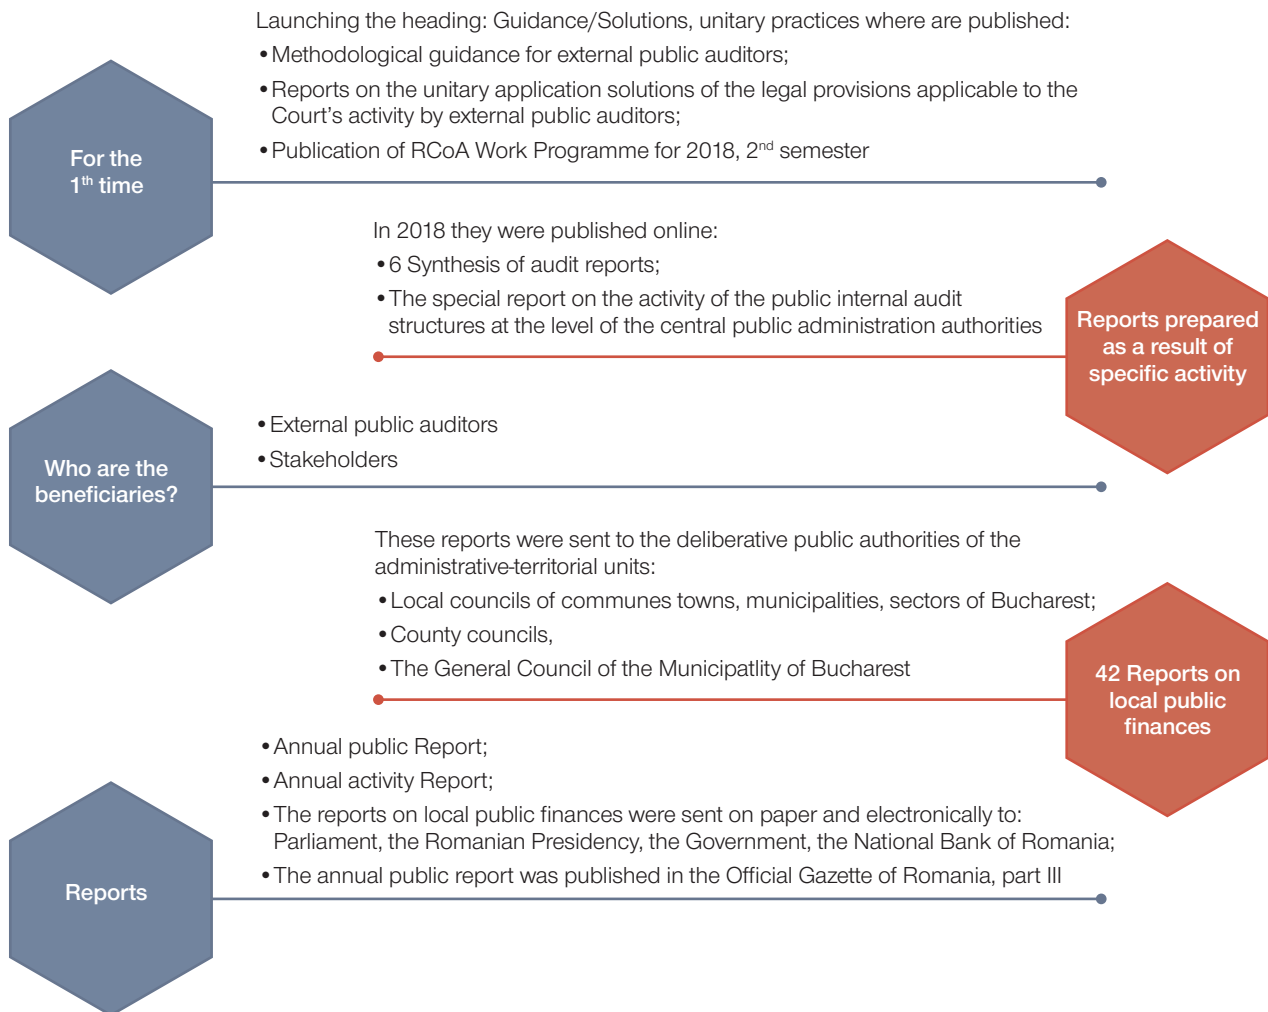 Launching the heading: Guidance/Solutions, unitary practices where are published:
• Methodological guidance for external public auditors;
• Reports on the unitary application solutions of the legal provisions applicable to the
Court's activity by external public auditors;
• Publication of RCoA Work Programme for 2018, 2nd semester
For the
1th time
In 2018 they were published online:
• 6 Synthesis of audit reports;
• The special report on the activity of the public internal audit
structures at the level of the central public administration authorities
Reports prepared
as a result of
specific activity
• External public auditors
• Stakeholders
Who are the
beneficiaries?
These reports were sent to the deliberative public authorities of the
administrative-territorial units:
• Local councils of communes towns, municipalities, sectors of Bucharest;
• County councils,
• The General Council of the Municipatlity of Bucharest
42 Reports on
local public
finances
• Annual public Report;
• Annual activity Report;
• The reports on local public finances were sent on paper and electronically to:
Parliament, the Romanian Presidency, the Government, the National Bank of Romania;
• The annual public report was published in the Official Gazette of Romania, part III
Reports